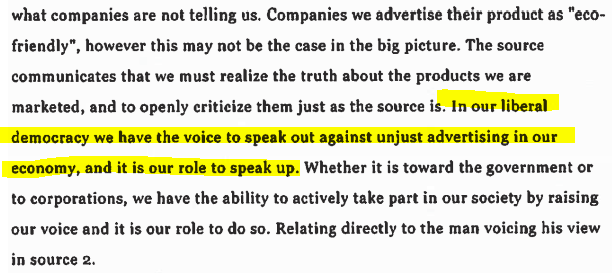 what companies are not telling us. Companies we advertise their product as "eco-
friendly", however this may not be the case in the big picture. The source
communicates that we must realize the truth about the products we are
marketed, and to openly criticize them just as the source is. In our liberal
democracy we have the voice to speak out against unjust advertising in our
economy, and it is our role to speak up. Whether it is toward the government or
to corporations, we have the ability to actively take part in our society by raising
our voice and it is our role to do so. Relating directly to the man voicing his view
in source 2.